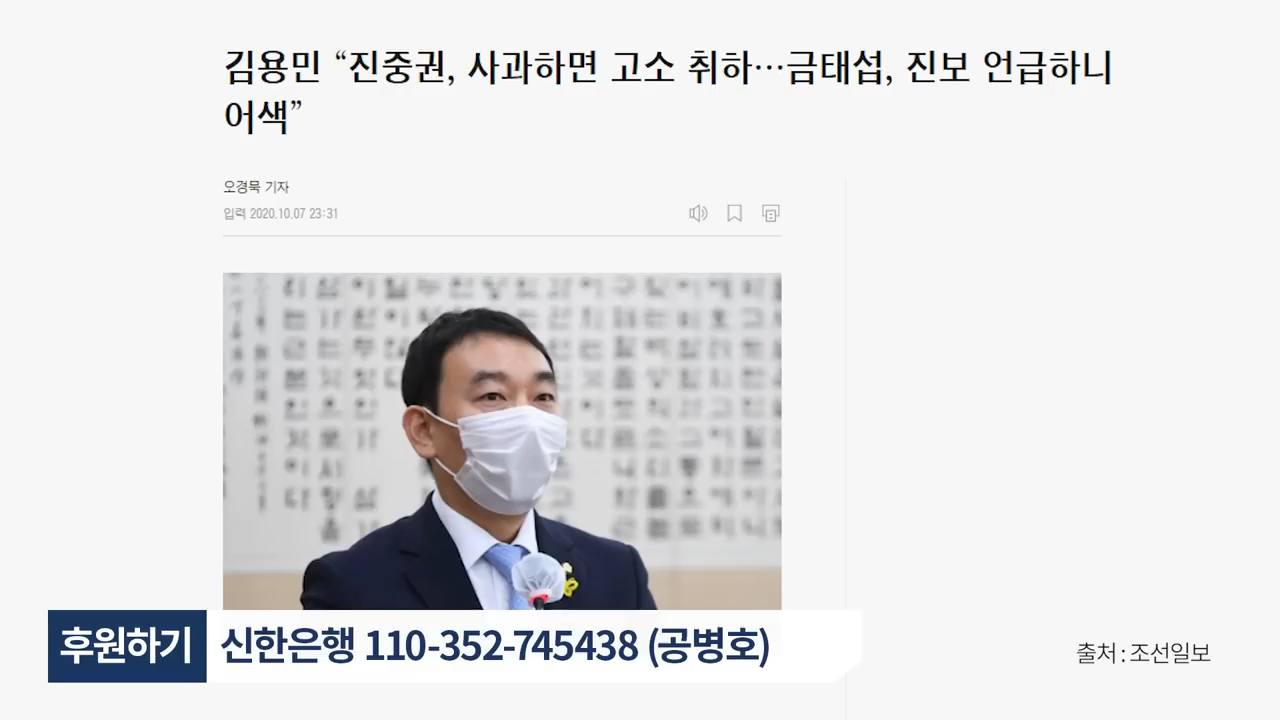 김용민 “진중권, 사과하면 고소 취하…금태섭, 진보 언급하니
어색”
오경묵 기자
입력 2020.10.07 23:31
후원하기
신한은행 110-352-745438 (공병호)
출처 : 조선일보